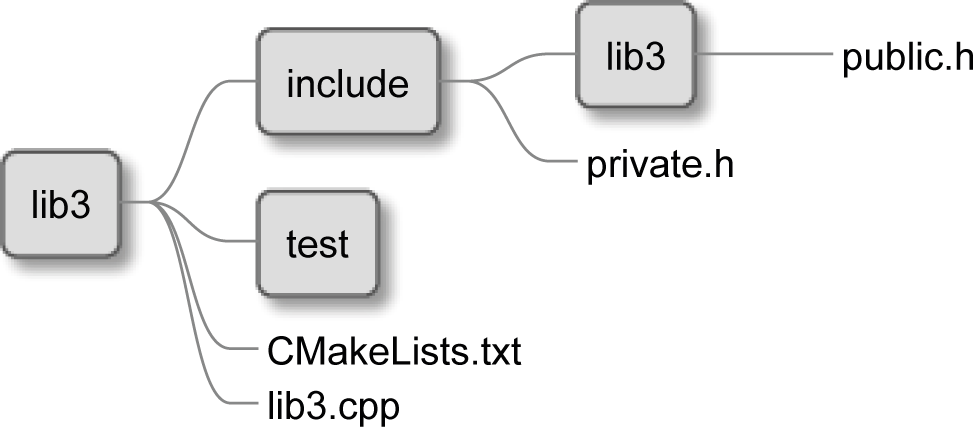 lib3
include
lib3
public.h
private.h
test
CMakeLists.txt
lib3.cpp